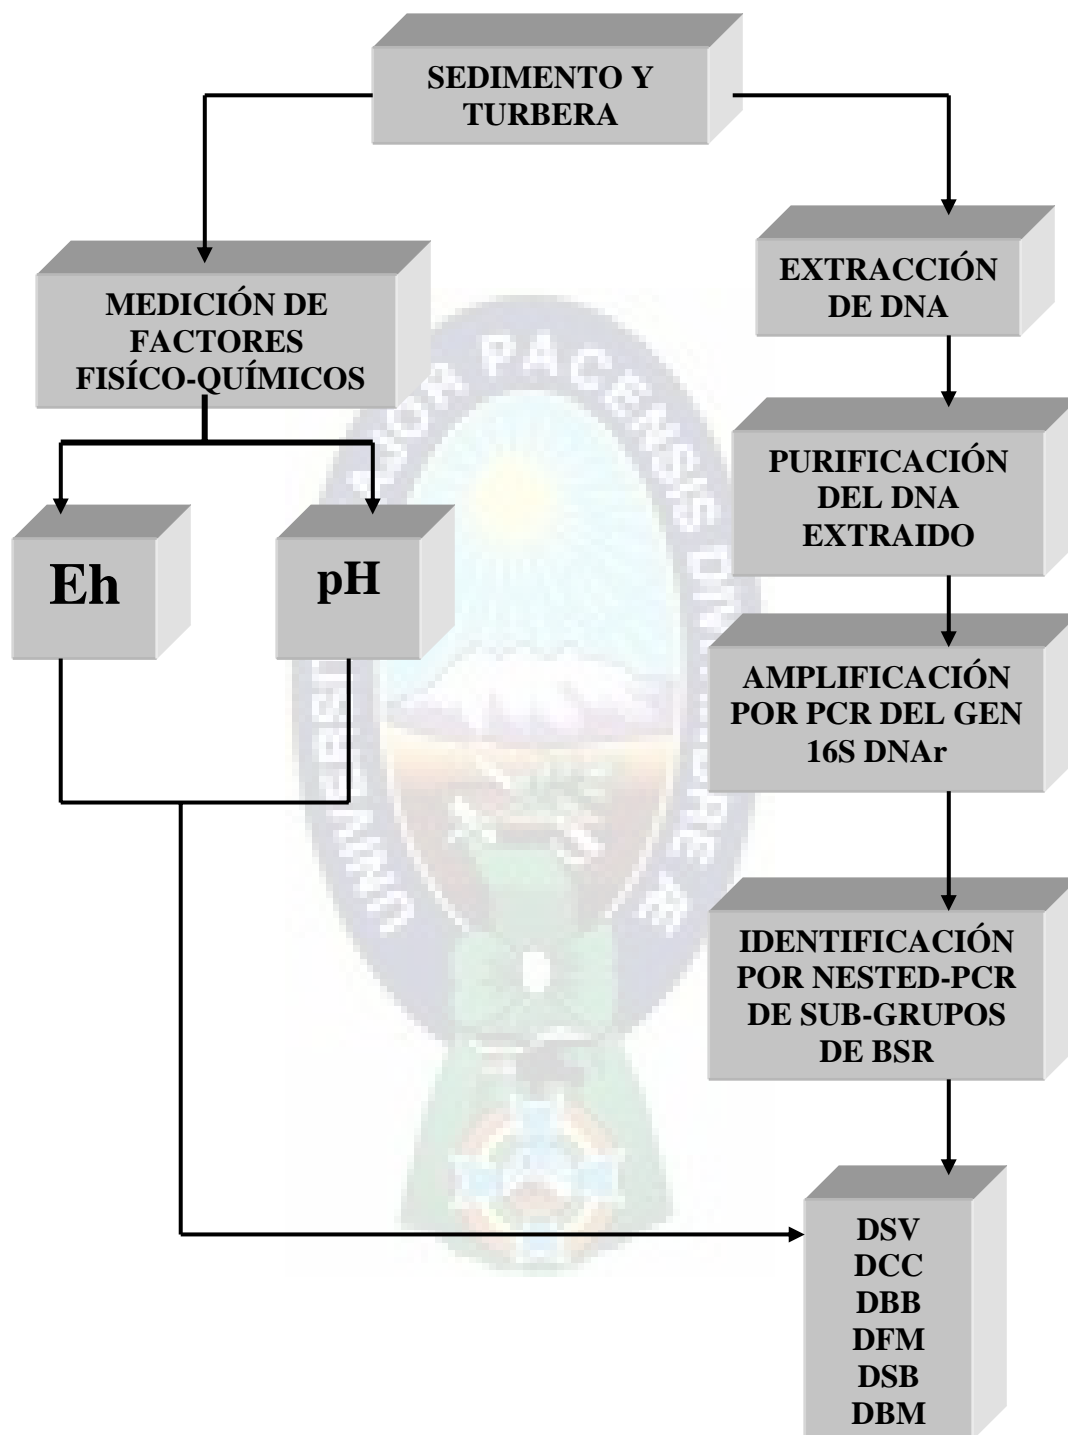 SEDIMENTO Y
TURBERA
MEDICIÓN DE
FACTORES
FISÍCO-QUÍMICOS
Eh
pH
EXTRACCIÓN
DE DNA
PURIFICACIÓN
DEL DNA
EXTRAIDO
AMPLIFICACIÓN
POR PCR DEL GEN
16S DNAr
IDENTIFICACIÓN
POR NESTED-PCR
DE SUB-GRUPOS
DE BSR
DSV
DCC
DBB
DFM
DSB
DBM
PACENSIS